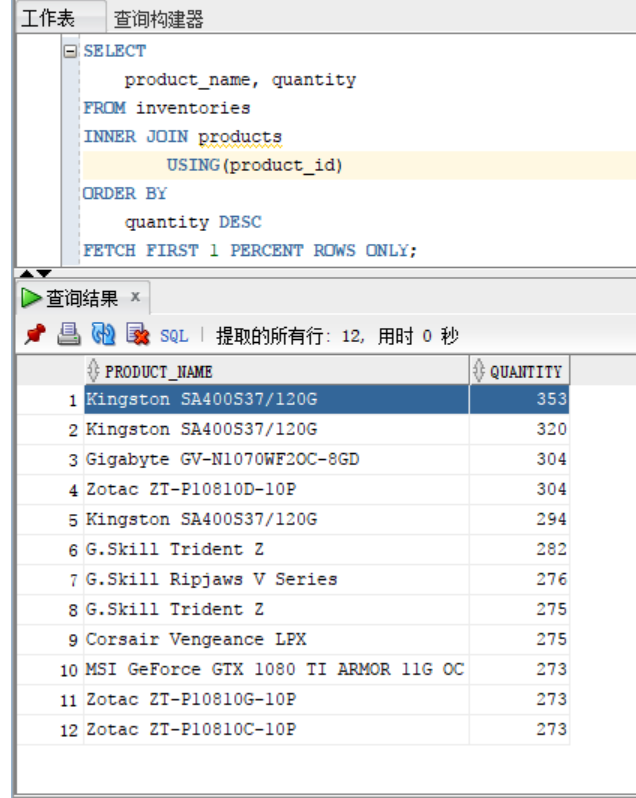 工作表 查询构建器
SELECT
product_name, quantity
FROM inventories
INNER JOIN products
USING(product_id)
ORDER BY
quantity DESC
FETCH FIRST 1 PERCENT ROWS ONLY;
查询结果 x
SQL | 提取的所有行: 12, 用时 0 秒
PRODUCT_NAME QUANTITY
1 Kingston SA400S37/120G 353
2 Kingston SA400S37/120G 320
3 Gigabyte GV-N1070WF2OC-8GD 304
4 Zotac ZT-P10810D-10P 304
5 Kingston SA400S37/120G 294
6 G.Skill Trident Z 282
7 G.Skill Ripjaws V Series 276
8 G.Skill Trident Z 275
9 Corsair Vengeance LPX 275
10 MSI GeForce GTX 1080 TI ARMOR 11G OC 273
11 Zotac ZT-P10810G-10P 273
12 Zotac ZT-P10810C-10P 273